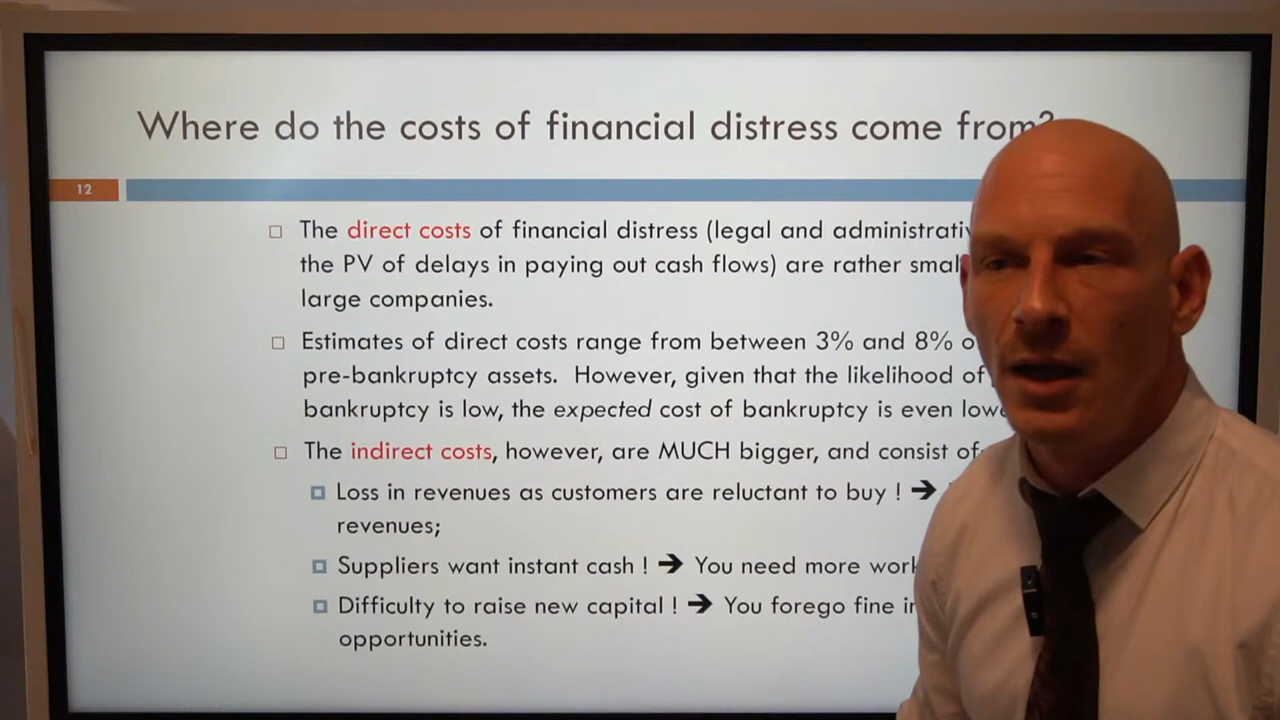 Where do the costs of financial distress come from?
12
The direct costs of financial distress (legal and
the PV of delays in paying out cash flows) are rather
large companies.
Estimates of direct costs range from between 3% and 8%
pre-bankruptcy assets. However, given that the likelihood of
bankruptcy is low, the expected cost of bankruptcy is even
The indirect costs, however, are MUCH bigger, and consist of
Loss in revenues as customers are reluctant to buy ! ➔
revenues;
Suppliers want instant cash ! ➔ You need more
Difficulty to raise new capital ! ➔ You forego fine
opportunities.